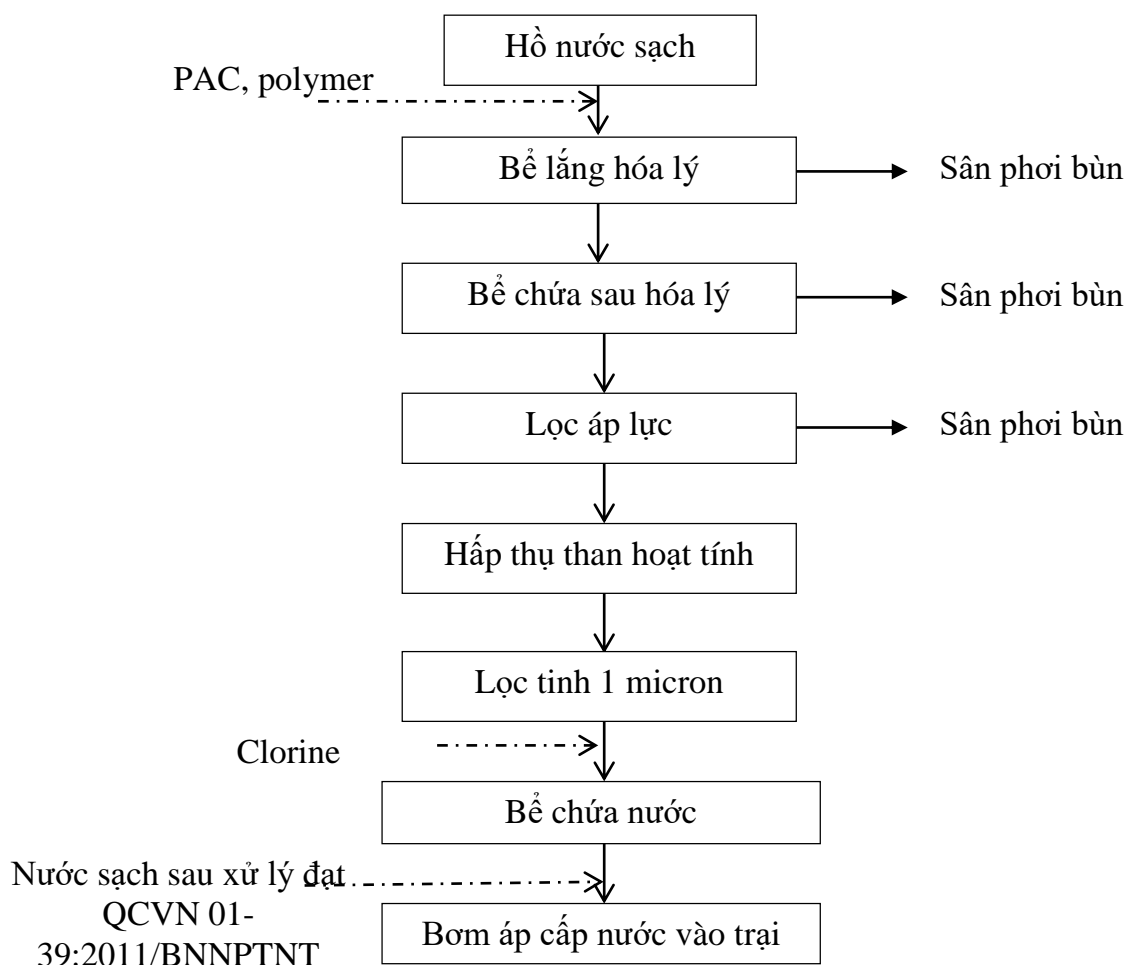 Hồ nước sạch
PAC, polymer
Bể lắng hóa lý
Sân phơi bùn
Bể chứa sau hóa lý
Sân phơi bùn
Lọc áp lực
Sân phơi bùn
Hấp thụ than hoạt tính
Lọc tinh 1 micron
Clorine
Bể chứa nước
Nước sạch sau xử lý đạt
QCVN 01-
39:2011/BNNPTNT
Bơm áp cấp nước vào trại